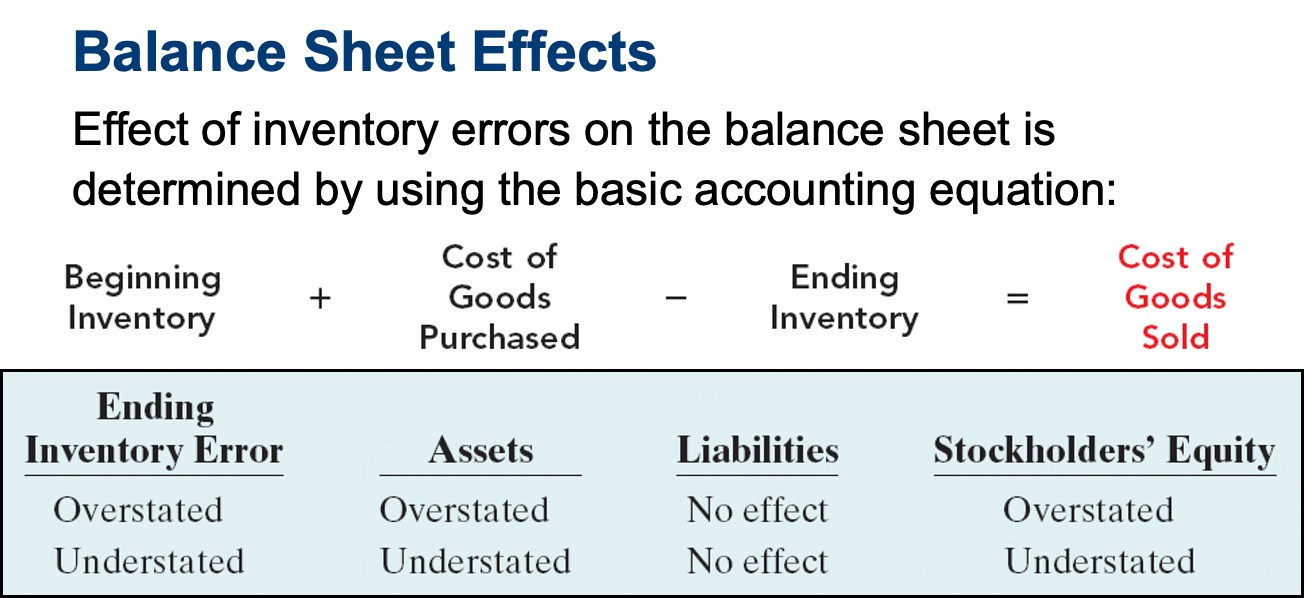 Balance Sheet Effects
Effect of inventory errors on the balance sheet is
determined by using the basic accounting equation:
Beginning Inventory + Cost of Goods Purchased − Ending Inventory = Cost of Goods Sold
Ending Inventory Error Assets Liabilities Stockholders’ Equity
Overstated Overstated No effect Overstated
Understated Understated No effect Understated